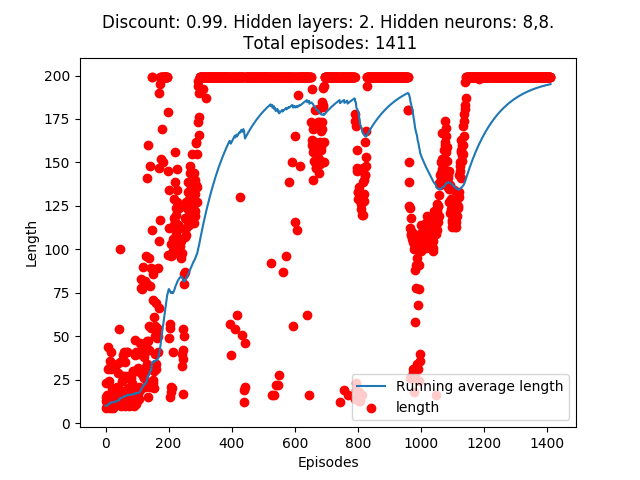 Discount: 0.99. Hidden layers: 2. Hidden neurons: 8,8.
Total episodes: 1411
200
175
150
125
100
75
50
25
0
Length
0 200 400 600 800 1000 1200 1400
Episodes
Running average length
length